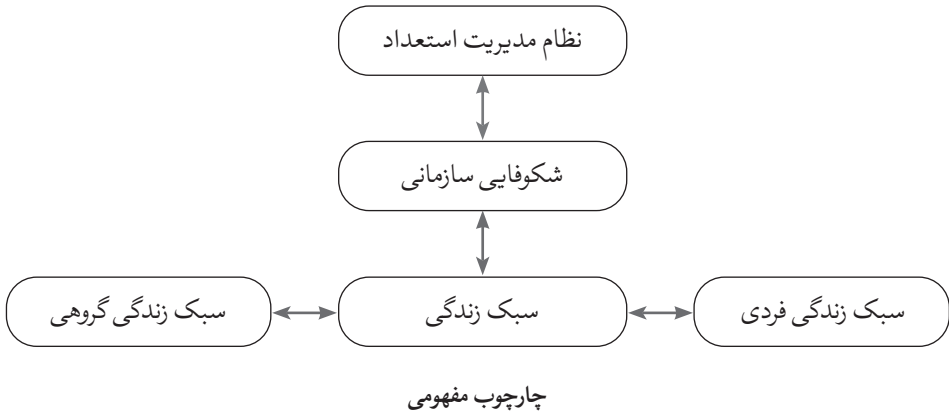 نظام مدیریت استعداد
شکوفایی سازمانی
سبک زندگی فردی
سبک زندگی
سبک زندگی گروهی
چارچوب مفهومی